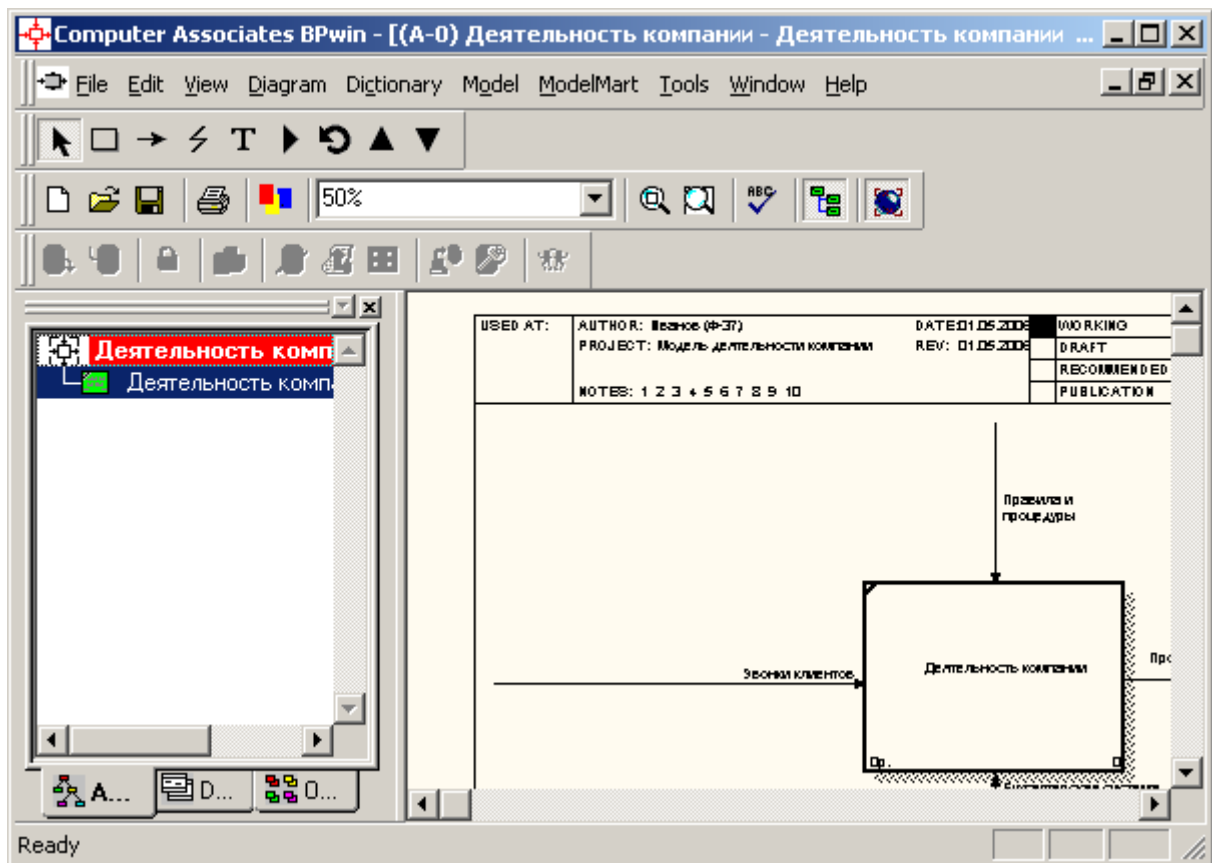 Computer Associates BPwin - [(A-0) Деятельность компании - Деятельность компании ...
File Edit View Diagram Dictionary Model ModelMart Tools Window Help
T
50%
ABC
USED AT:
AUTHOR: Иванов (Ф-37)
DATE:01.05.2006
WORKING
PROJECT: Модель деятельности компании
REV: 01.05.2006
DRAFT
RECOMMENDED
NOTES: 1 2 3 4 5 6 7 8 9 10
PUBLICATION
Деятельность комп
Деятельность комп
Правила и
процедуры
Звонки клиентов
Деятельность компании
Про
0р.
0
A...
D...
O...
Ready